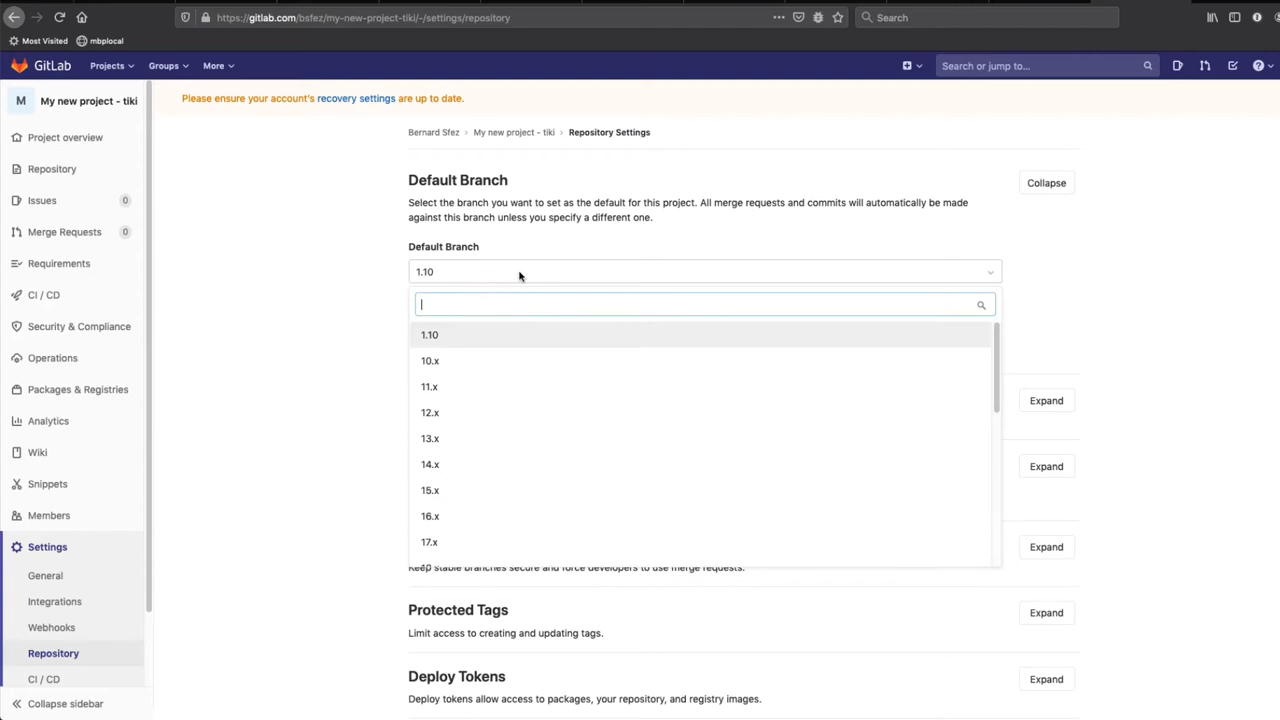 https://gitlab.com/bsfez/my-new-project-tiki/-/settings/repository
Search
Most Visited
mbplocal
GitLab
Projects
Groups
More
Search or jump to...
M
My new project - tiki
Project overview
Repository
Issues
0
Merge Requests
0
Requirements
CI / CD
Security & Compliance
Operations
Packages & Registries
Analytics
Wiki
Snippets
Members
Settings
General
Integrations
Webhooks
Repository
CI / CD
Collapse sidebar
Please ensure your account's recovery settings are up to date.
Bernard Sfez > My new project - tiki > Repository Settings
Default Branch
Collapse
Select the branch you want to set as the default for this project. All merge requests and commits will automatically be made
against this branch unless you specify a different one.
Default Branch
1.10
1.10
10.x
11.x
12.x
13.x
14.x
15.x
16.x
17.x
Expand
Expand
Expand
Keep stable branches secure and force developers to use merge requests.
Protected Tags
Expand
Limit access to creating and updating tags.
Deploy Tokens
Expand
Deploy tokens allow access to packages, your repository, and registry images.